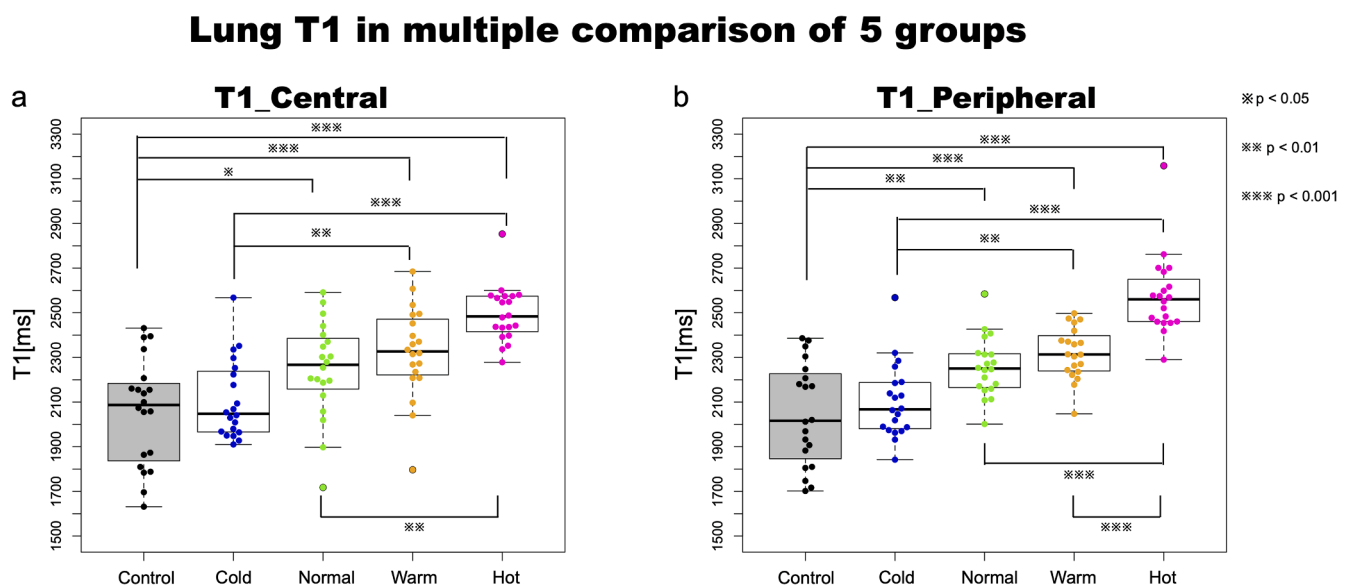 Lung T1 in multiple comparison of 5 groups
a
T1_Central
T1[ms]
3300
3100
2900
2700
2500
2300
2100
1900
1700
1500
※※※
※※※
※
※※※
※※
※※
Control Cold Normal Warm Hot
b
T1_Peripheral
T1[ms]
3300
3100
2900
2700
2500
2300
2100
1900
1700
1500
※※※
※※※
※※
※※※
※※
※※※
※※※
Control Cold Normal Warm Hot
※ p < 0.05
※※ p < 0.01
※※※ p < 0.001